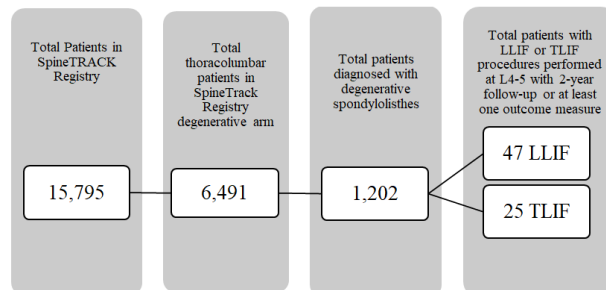 Total Patients in
SpineTRACK
Registry
15,795
Total
thoracolumbar
patients in
SpineTrack
Registry
degenerative arm
6,491
Total patients
diagnosed with
degenerative
spondylolisthes
1,202
Total patients with
LLIF or TLIF
procedures performed
at L4-5 with 2-year
follow-up or at least
one outcome measure
47 LLIF
25 TLIF